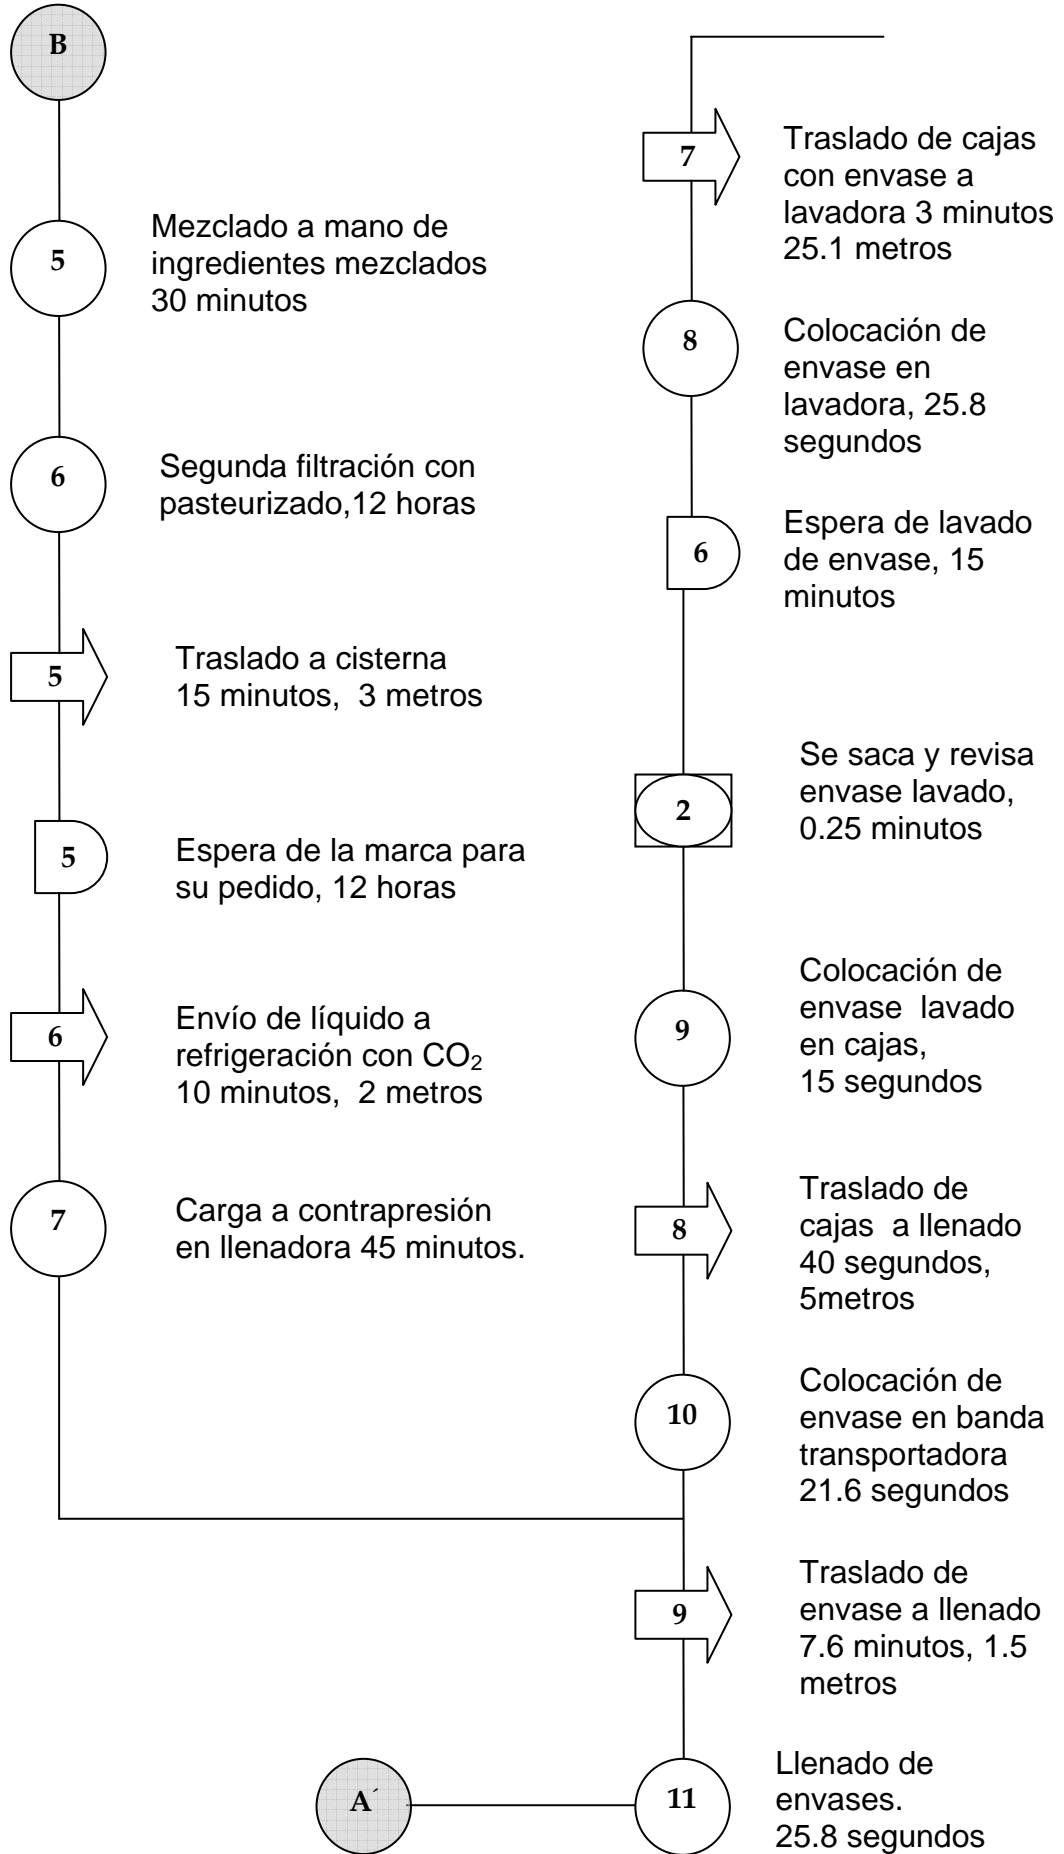 B
5
Mezclado a mano de
ingredientes mezclados
30 minutos
6
Segunda filtración con
pasteurizado,12 horas
5
Traslado a cisterna
15 minutos,  3 metros
5
Espera de la marca para
su pedido, 12 horas
6
Envío de líquido a
refrigeración con CO₂
10 minutos,  2 metros
7
Carga a contrapresión
en llenadora 45 minutos.
7
Traslado de cajas
con envase a
lavadora 3 minutos
25.1 metros
8
Colocación de
envase en
lavadora, 25.8
segundos
6
Espera de lavado
de envase, 15
minutos
2
Se saca y revisa
envase lavado,
0.25 minutos
9
Colocación de
envase  lavado
en cajas,
15 segundos
8
Traslado de
cajas  a llenado
40 segundos,
5metros
10
Colocación de
envase en banda
transportadora
21.6 segundos
9
Traslado de
envase a llenado
7.6 minutos, 1.5
metros
A´
11
Llenado de
envases.
25.8 segundos